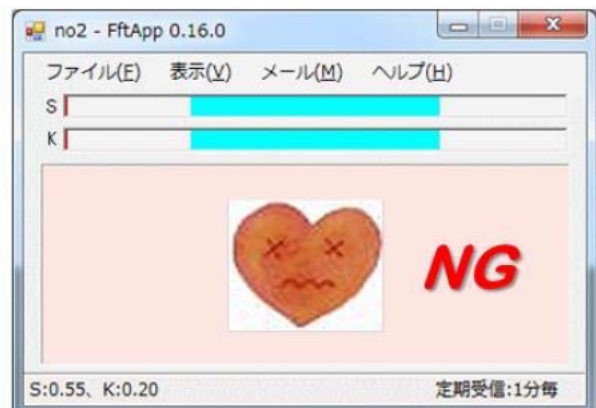 no2 - FftApp 0.16.0
ファイル(F) 表示(V) メール(M) ヘルプ(H)
S
K
NG
S:0.55、K:0.20 定期受信:1分毎